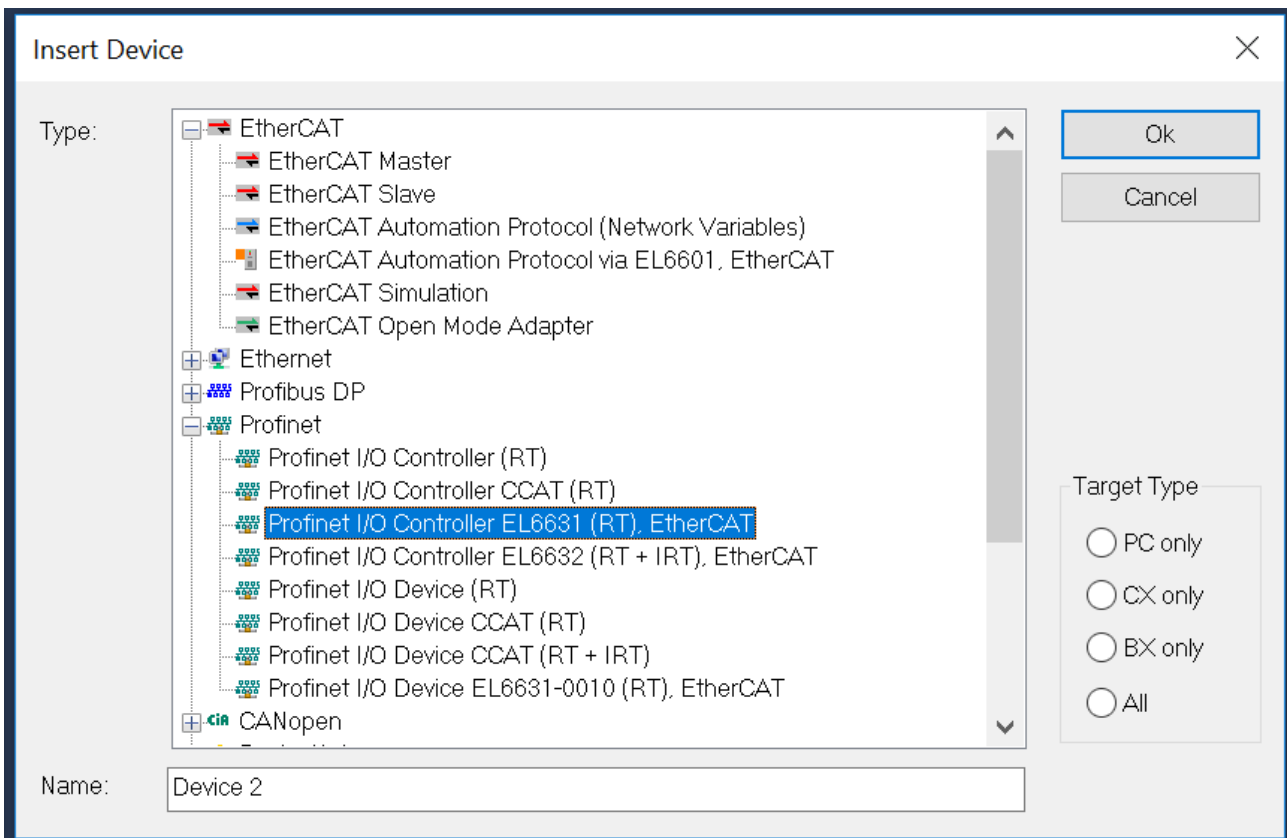 Insert Device
Type:
EtherCAT
EtherCAT Master
EtherCAT Slave
EtherCAT Automation Protocol (Network Variables)
EtherCAT Automation Protocol via EL6601, EtherCAT
EtherCAT Simulation
EtherCAT Open Mode Adapter
Ethernet
Profibus DP
Profinet
Profinet I/O Controller (RT)
Profinet I/O Controller CCAT (RT)
Profinet I/O Controller EL6631 (RT), EtherCAT
Profinet I/O Controller EL6632 (RT + IRT), EtherCAT
Profinet I/O Device (RT)
Profinet I/O Device CCAT (RT)
Profinet I/O Device CCAT (RT + IRT)
Profinet I/O Device EL6631-0010 (RT), EtherCAT
CiA CANopen
Ok
Cancel
Target Type
PC only
CX only
BX only
All
Name:
Device 2